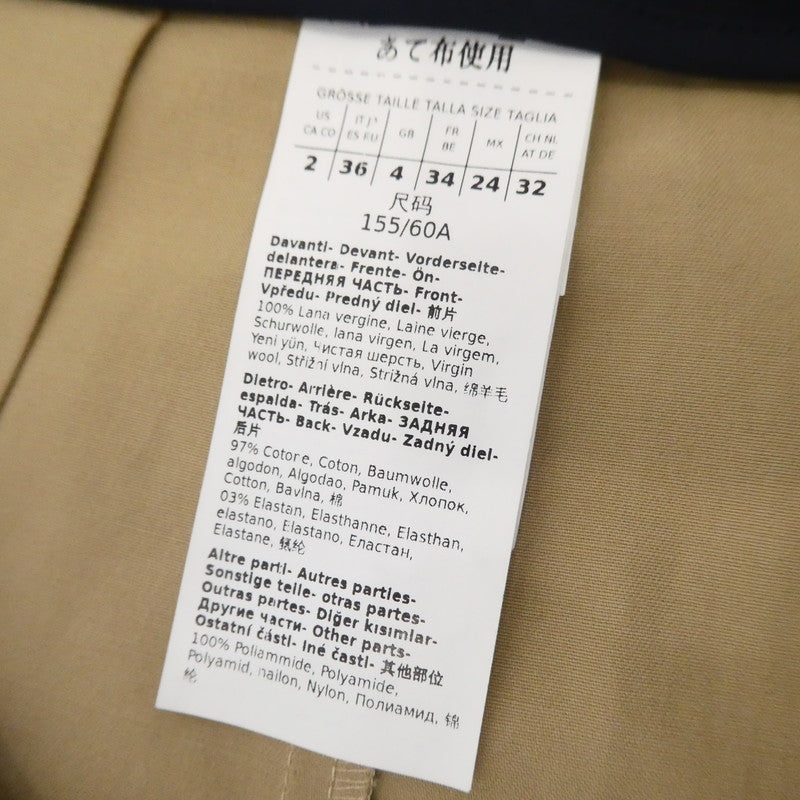 あて布使用
GRÖSSE TAILLE TALLA SIZE TAGLIA
US CA CO IT JP ES KU GB FR BE MX CH NL AT DE
2 36 4 34 24 32
尺码
155/60A
Davanti- Devant- Vorderseite-
delantera- Frente- Ön-
ПЕРЕДНЯЯ ЧАСТЬ- Front-
Vpředu- Predný diel- 前片
100% Lana vergine, Laine vierge,
Schurwolle, lana virgen, La virgem,
Yeni yün, чистая шерсть, Virgin
wool, Střižní vlna, Strižná vlna, 绵羊毛
Dietro- Arrière- Rückseite-
espalda- Trás- Arka- ЗАДНЯЯ
ЧАСТЬ- Back- Vzadu- Zadný diel-
后片
97% Cotone, Coton, Baumwolle,
algodon, Algodao, Pamuk, Хлопок,
Cotton, Bavlna, 棉
03% Elastan, Elasthanne, Elasthan,
elastano, Elastano, Еластан,
Elastane, 氨纶
Altre parti- Autres parties-
Sonstige teile- otras partes-
Outras partes- Diğer kısımlar-
Другие части- Other parts-
Ostatní části- Iné časti- 其他部位
100% Poliammide, Polyamide,
Polyamid, nailon, Nylon, Полиамид, 锦
纶